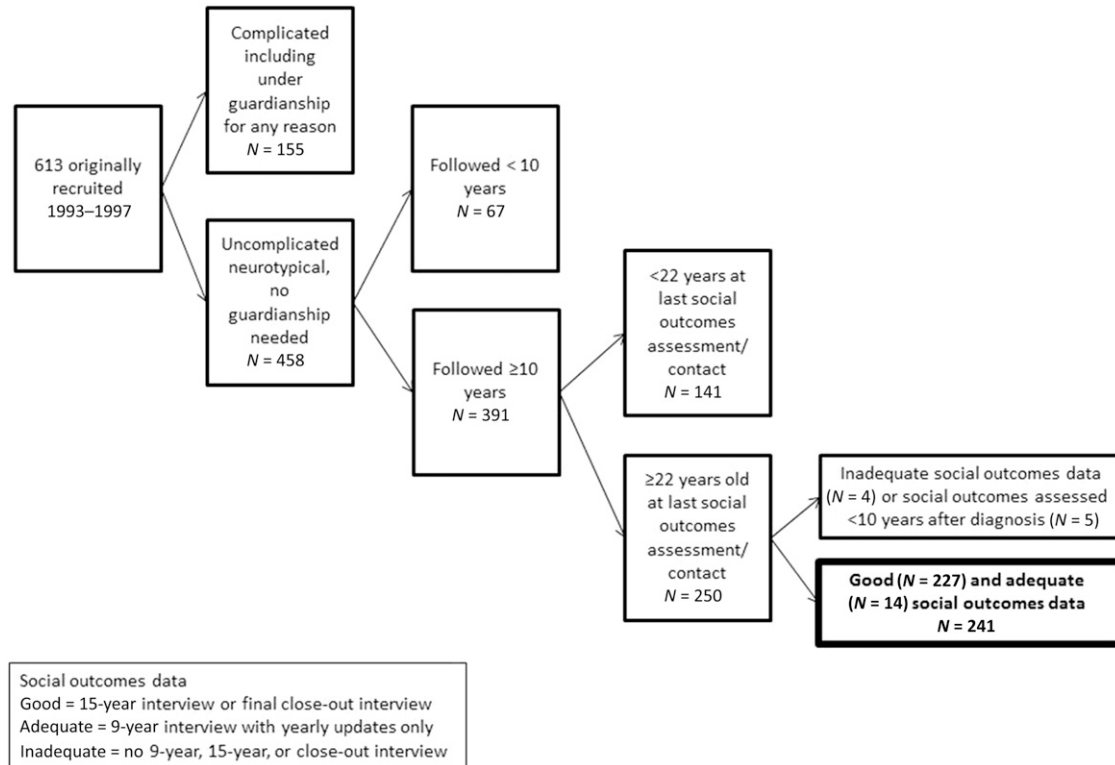 613 originally
recruited
1993–1997
Complicated
including
under
guardianship
for any reason
N = 155
Uncomplicated
neurotypical,
no
guardianship
needed
N = 458
Followed < 10
years
N = 67
Followed ≥10
years
N = 391
<22 years at
last social
outcomes
assessment/
contact
N = 141
≥22 years old
at last social
outcomes
assessment/
contact
N = 250
Inadequate social outcomes data
(N = 4) or social outcomes assessed
<10 years after diagnosis (N = 5)
Good (N = 227) and adequate
(N = 14) social outcomes data
N = 241
Social outcomes data
Good = 15-year interview or final close-out interview
Adequate = 9-year interview with yearly updates only
Inadequate = no 9-year, 15-year, or close-out interview